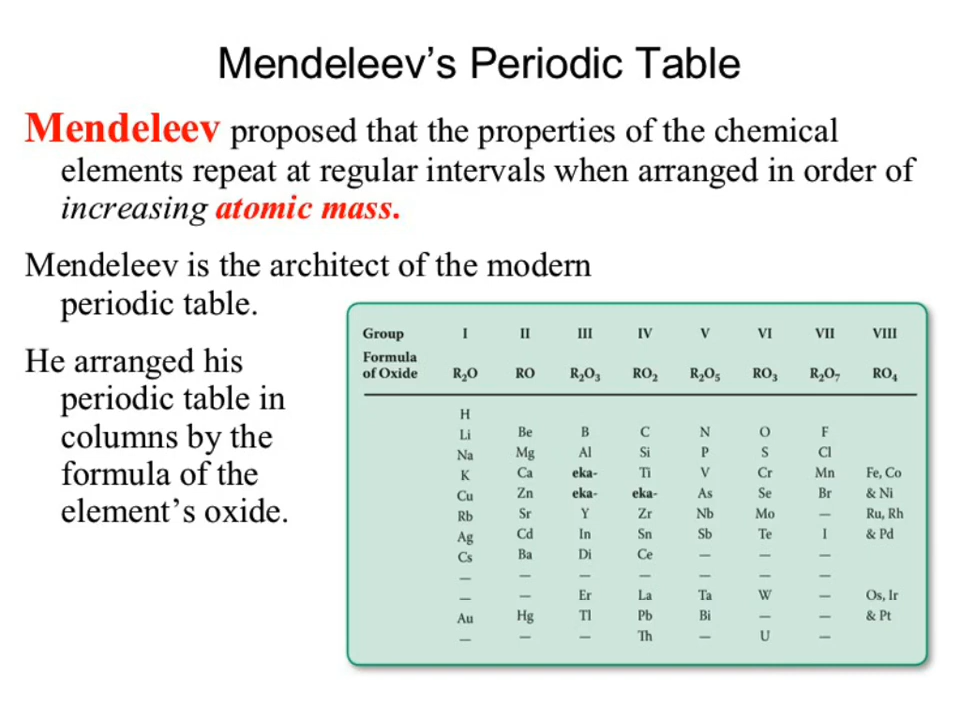 Mendeleev's Periodic Table
Mendeleev proposed that the properties of the chemical
elements repeat at regular intervals when arranged in order of
increasing atomic mass.
Mendeleev is the architect of the modern
periodic table.
He arranged his
periodic table in
columns by the
formula of the
element's oxide.
Group I II III IV V VI VII VIII
Formula
of Oxide R₂O RO R₂O₃ RO₂ R₂O₅ RO₃ R₂O₇ RO₄
H
Li Be B C N O F
Na Mg Al Si P S Cl
K Ca eka- Ti V Cr Mn Fe, Co
Cu Zn eka- eka- As Se Br & Ni
Rb Sr Y Zr Nb Mo — Ru, Rh
Ag Cd In Sn Sb Te I & Pd
Cs Ba Di Ce — — —
— — — — — — —
— — Er La Ta W — Os, Ir
Au Hg Tl Pb Bi — — & Pt
— — — Th — U —